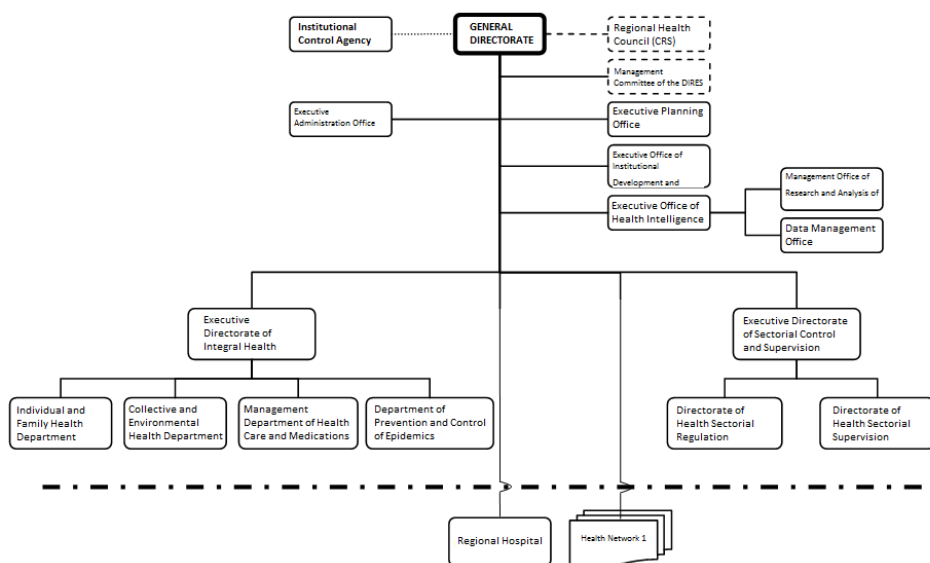 Institutional
Control Agency
GENERAL
DIRECTORATE
Regional Health
Council (CRS)
Management
Committee of the DIRES
Executive
Administration Office
Executive Planning
Office
Executive Office of
Institutional
Development and
Management Office of
Research and Analysis of
Executive Office of
Health Intelligence
Data Management
Office
Executive
Directorate of
Integral Health
Executive Directorate
of Sectorial Control
and Supervision
Individual and
Family Health
Department
Collective and
Environmental
Health Department
Management
Department of Health
Care and Medications
Department of
Prevention and Control
of Epidemics
Directorate of
Health Sectorial
Regulation
Directorate of
Health Sectorial
Supervision
Regional Hospital
Health Network 1